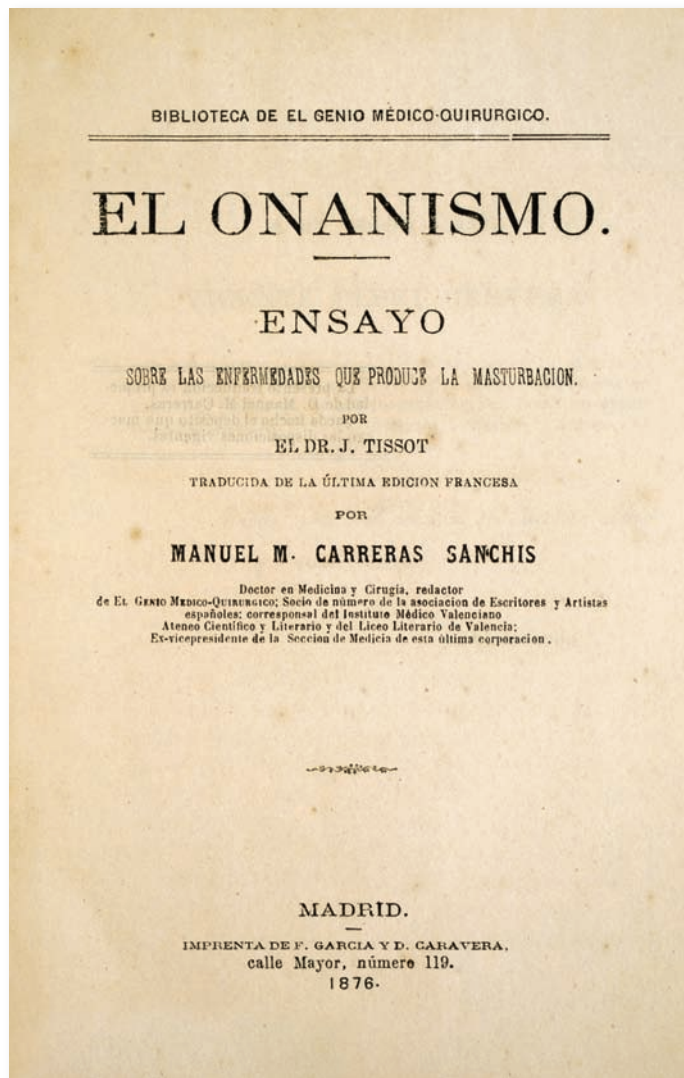 BIBLIOTECA DE EL GENIO MÉDICO-QUIRURGICO.
EL ONANISMO.
ENSAYO
SOBRE LAS ENFERMEDADES QUE PRODUCE LA MASTURBACION.
POR
EL DR. J. TISSOT
TRADUCIDA DE LA ÚLTIMA EDICION FRANCESA
POR
MANUEL M. CARRERAS SANCHIS
Doctor en Medicina y Cirugía, redactor
de EL GENIO MEDICO-QUIRURGICO; Socio de número de la asociacion de Escritores y Artistas
españoles; corresponsal del Instituto Médico Valenciano
Ateneo Científico y Literario y del Liceo Literario de Valencia;
Ex-vicepresidente de la Seccion de Medicia de esta última corporacion.
MADRID.
IMPRENTA DE F. GARCIA Y D. CARAVERA,
calle Mayor, número 119.
1876.